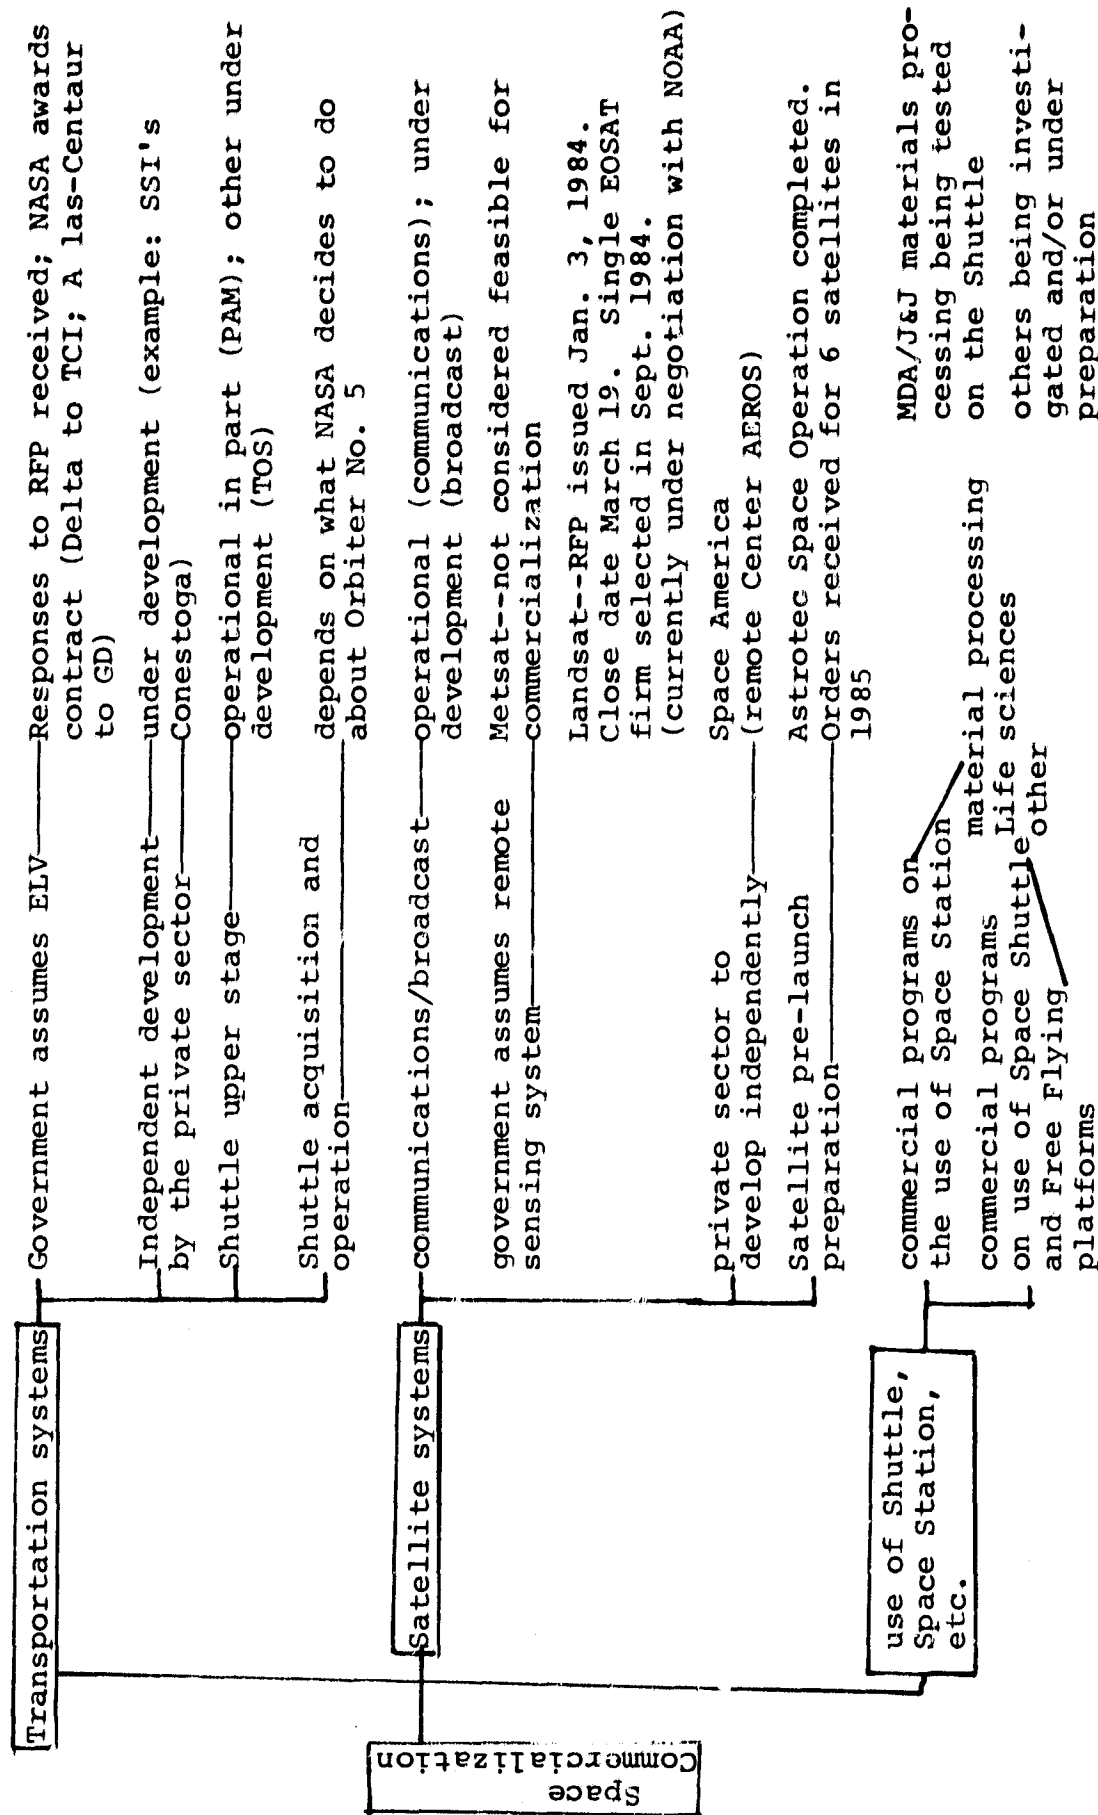 Space
Commercialization
Transportation systems
Government assumes ELV
Responses to RFP received; NASA awards
contract (Delta to TCI; A las-Centaur
to GD)
Independent development
by the private sector
under development (example: SSI's
Conestoga)
Shuttle upper stage
operational in part (PAM); other under
development (TOS)
Shuttle acquisition and
operation
depends on what NASA decides to do
about Orbiter No. 5
Satellite systems
communications/broadcast
operational (communications); under
development (broadcast)
government assumes remote
sensing system
Metsat--not considered feasible for
commercialization
Landsat--RFP issued Jan. 3, 1984.
Close date March 19. Single EOSAT
firm selected in Sept. 1984.
(currently under negotiation with NOAA)
private sector to
develop independently
Space America
(remote Center AEROS)
Satellite pre-launch
preparation
Astrotec Space Operation completed.
Orders received for 6 satellites in
1985
use of Shuttle,
Space Station,
etc.
commercial programs on
the use of Space Station
commercial programs
on use of Space Shuttle
and Free Flying
platforms
material processing
Life sciences
other
MDA/J&J materials pro-
cessing being tested
on the Shuttle
others being investi-
gated and/or under
preparation